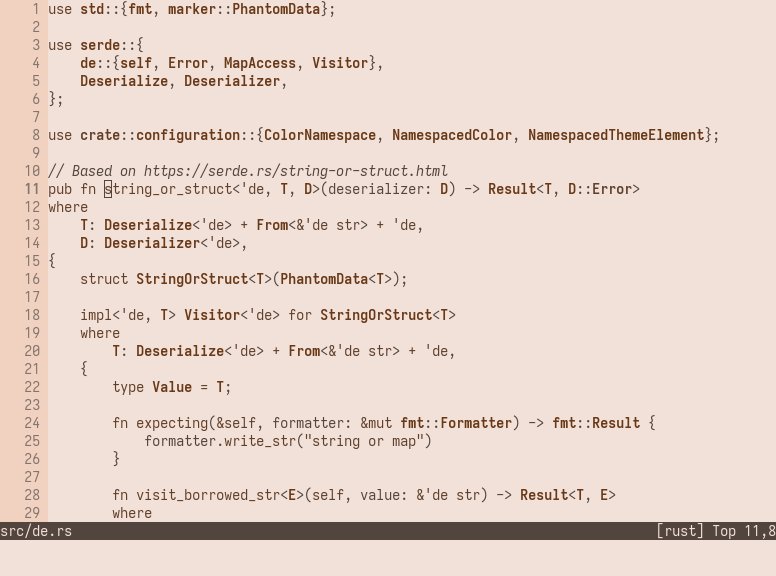 1 use std::{fmt, marker::PhantomData};
2
3 use serde::{
4     de::{self, Error, MapAccess, Visitor},
5     Deserialize, Deserializer,
6 };
7
8 use crate::configuration::{ColorNamespace, NamespacedColor, NamespacedThemeElement};
9
10 // Based on https://serde.rs/string-or-struct.html
11 pub fn string_or_struct<'de, T, D>(deserializer: D) -> Result<T, D::Error>
12 where
13     T: Deserialize<'de> + From<&'de str> + 'de,
14     D: Deserializer<'de>,
15 {
16     struct StringOrStruct<T>(PhantomData<T>);
17
18     impl<'de, T> Visitor<'de> for StringOrStruct<T>
19     where
20         T: Deserialize<'de> + From<&'de str> + 'de,
21     {
22         type Value = T;
23
24         fn expecting(&self, formatter: &mut fmt::Formatter) -> fmt::Result {
25             formatter.write_str("string or map")
26         }
27
28         fn visit_borrowed_str<E>(self, value: &'de str) -> Result<T, E>
29         where
src/de.rs [rust] Top 11,8